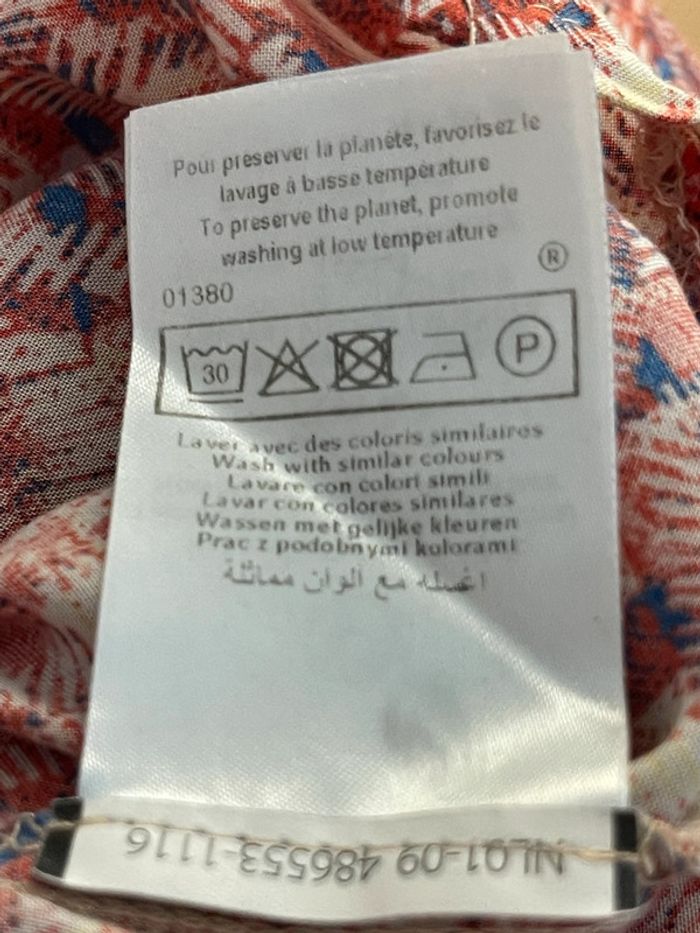 Pour préserver la planète, favorisez le
lavage à basse température
To preserve the planet, promote
washing at low temperature
®
01380
30
P
Laver avec des coloris similaires
Wash with similar colours
Lavare con colori simili
Lavar con colores similares
Wassen met gelijke kleuren
Prac z podobnymi kolorami
اغسله مع ألوان مماثلة
NL01-09 486553-1116